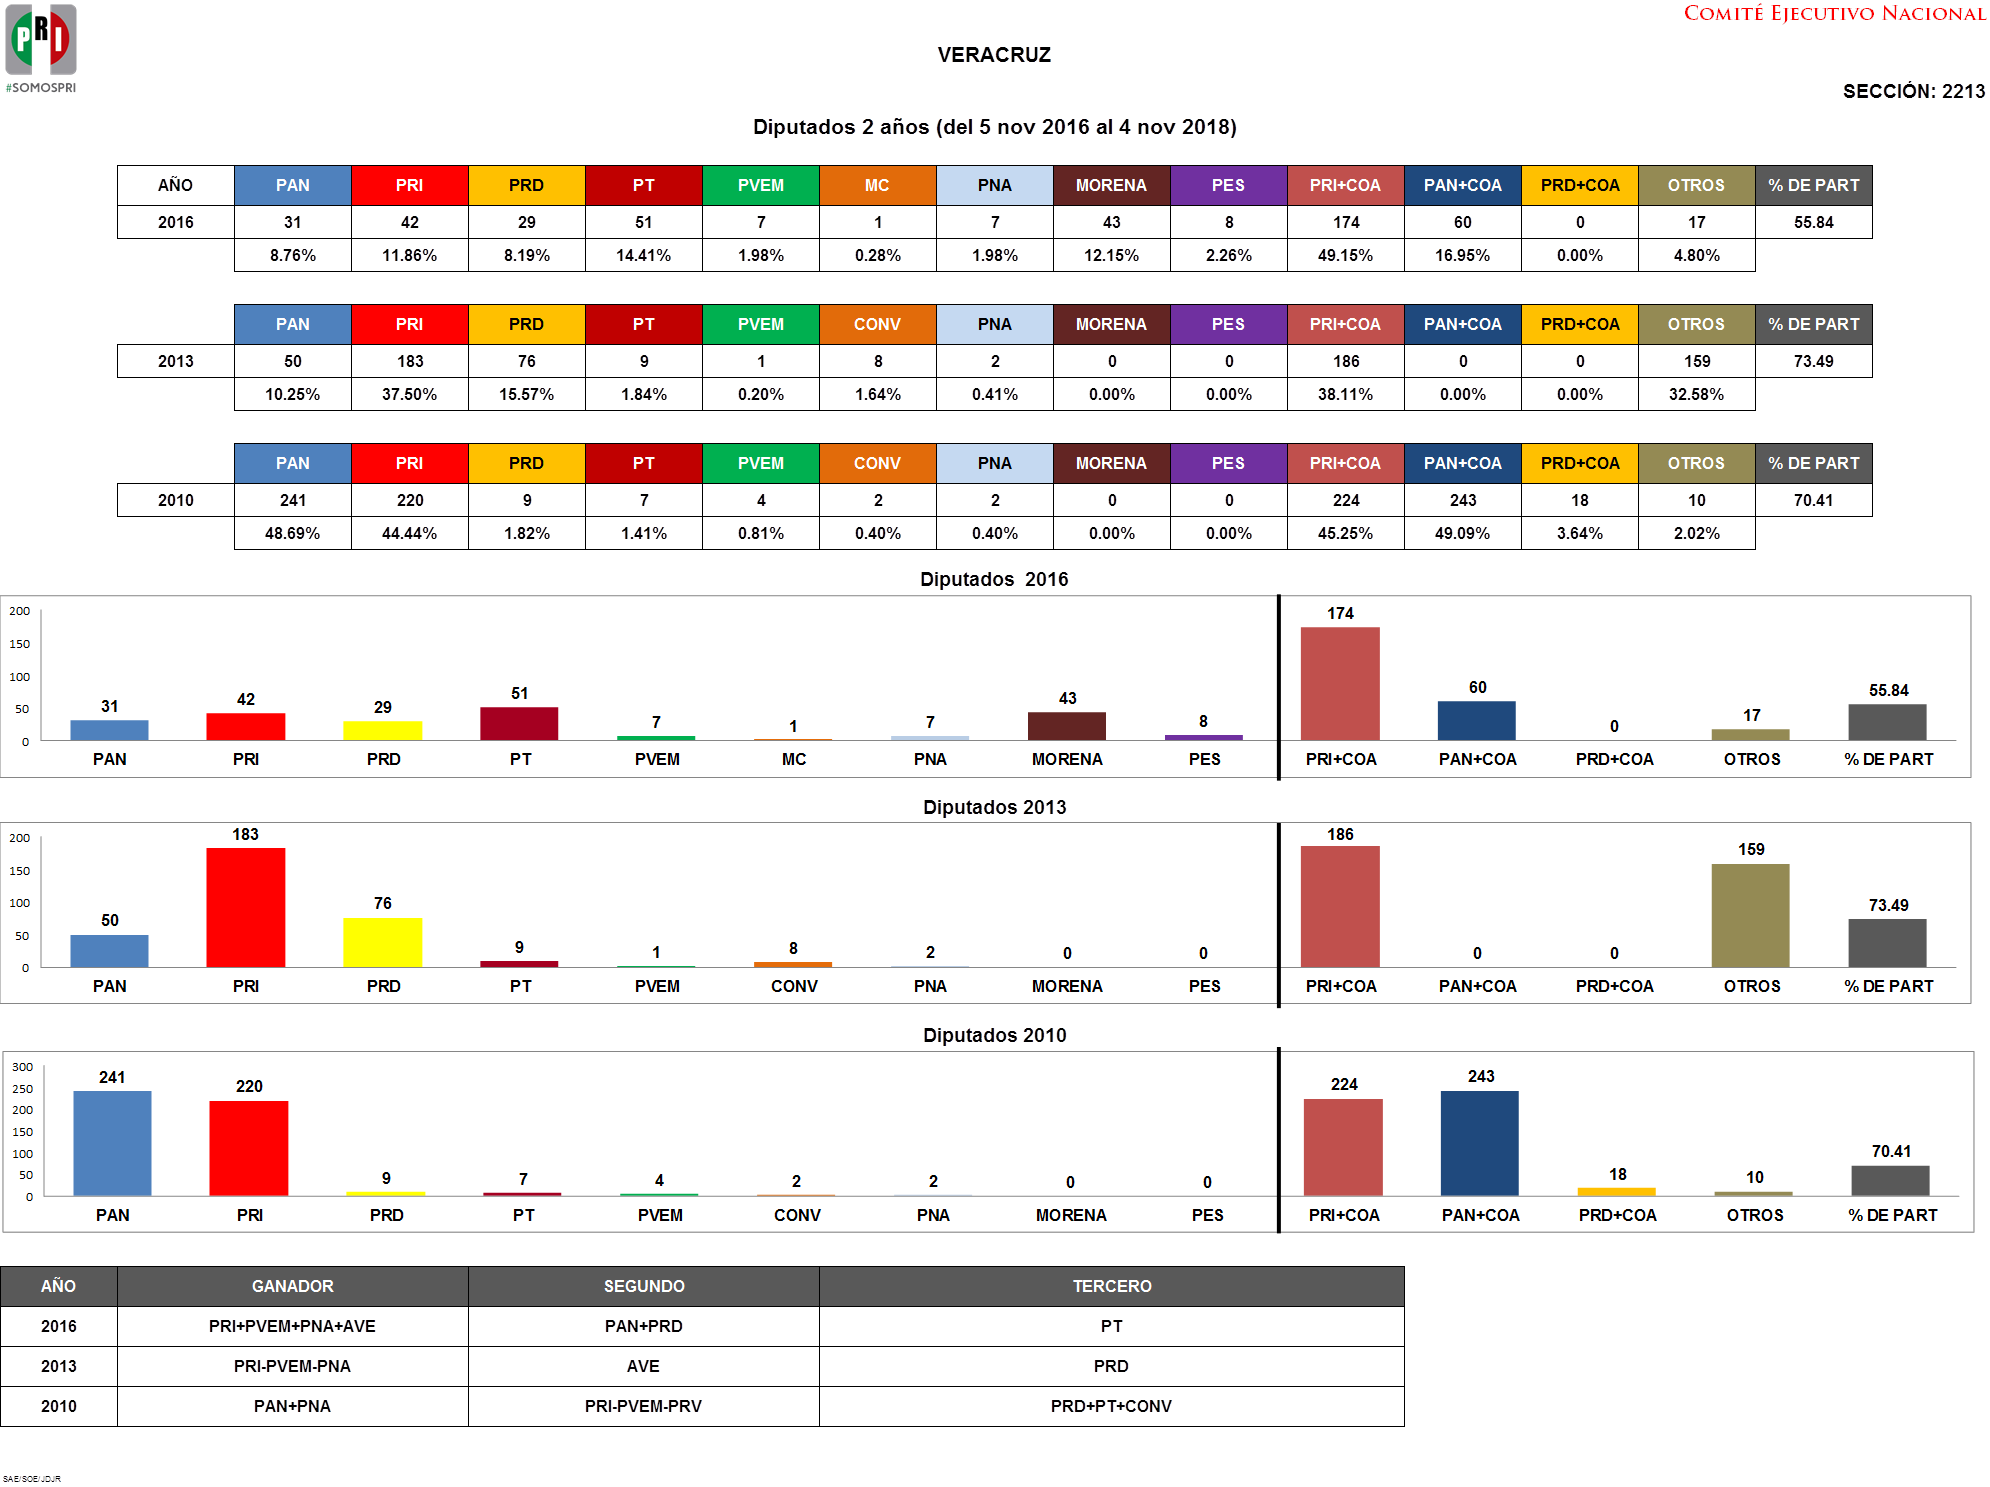 PRI
#SOMOSPRI
COMITÉ EJECUTIVO NACIONAL
VERACRUZ
SECCIÓN: 2213
Diputados 2 años (del 5 nov 2016 al 4 nov 2018)
AÑO PAN PRI PRD PT PVEM MC PNA MORENA PES PRI+COA PAN+COA PRD+COA OTROS % DE PART
2016 31 42 29 51 7 1 7 43 8 174 60 0 17 55.84
8.76% 11.86% 8.19% 14.41% 1.98% 0.28% 1.98% 12.15% 2.26% 49.15% 16.95% 0.00% 4.80%
PAN PRI PRD PT PVEM CONV PNA MORENA PES PRI+COA PAN+COA PRD+COA OTROS % DE PART
2013 50 183 76 9 1 8 2 0 0 186 0 0 159 73.49
10.25% 37.50% 15.57% 1.84% 0.20% 1.64% 0.41% 0.00% 0.00% 38.11% 0.00% 0.00% 32.58%
PAN PRI PRD PT PVEM CONV PNA MORENA PES PRI+COA PAN+COA PRD+COA OTROS % DE PART
2010 241 220 9 7 4 2 2 0 0 224 243 18 10 70.41
48.69% 44.44% 1.82% 1.41% 0.81% 0.40% 0.40% 0.00% 0.00% 45.25% 49.09% 3.64% 2.02%
Diputados 2016
200
150
100
50
0
31 42 29 51 7 1 7 43 8 174 60 0 17 55.84
PAN PRI PRD PT PVEM MC PNA MORENA PES PRI+COA PAN+COA PRD+COA OTROS % DE PART
Diputados 2013
200
150
100
50
0
50 183 76 9 1 8 2 0 0 186 0 0 159 73.49
PAN PRI PRD PT PVEM CONV PNA MORENA PES PRI+COA PAN+COA PRD+COA OTROS % DE PART
Diputados 2010
300
250
200
150
100
50
0
241 220 9 7 4 2 2 0 0 224 243 18 10 70.41
PAN PRI PRD PT PVEM CONV PNA MORENA PES PRI+COA PAN+COA PRD+COA OTROS % DE PART
AÑO GANADOR SEGUNDO TERCERO
2016 PRI+PVEM+PNA+AVE PAN+PRD PT
2013 PRI-PVEM-PNA AVE PRD
2010 PAN+PNA PRI-PVEM-PRV PRD+PT+CONV
SAE/SOE/JDJR